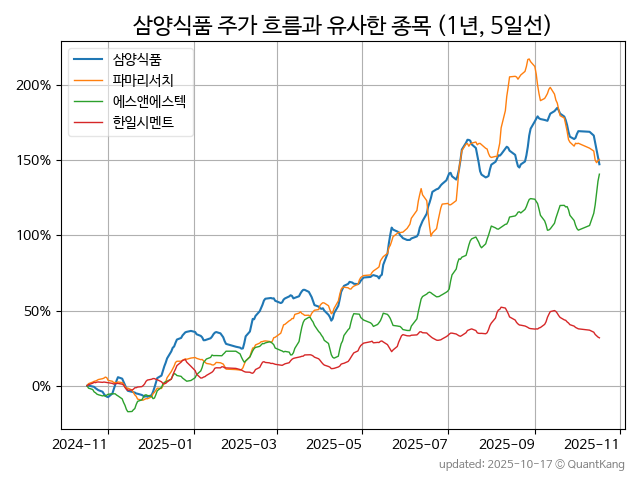 삼양식품 주가 흐름과 유사한 종목 (1년, 5일선)
삼양식품
파마리서치
에스앤에스텍
한일시멘트
200%
150%
100%
50%
0%
2024-11 2025-01 2025-03 2025-05 2025-07 2025-09 2025-11
updated: 2025-10-17 © QuantKang